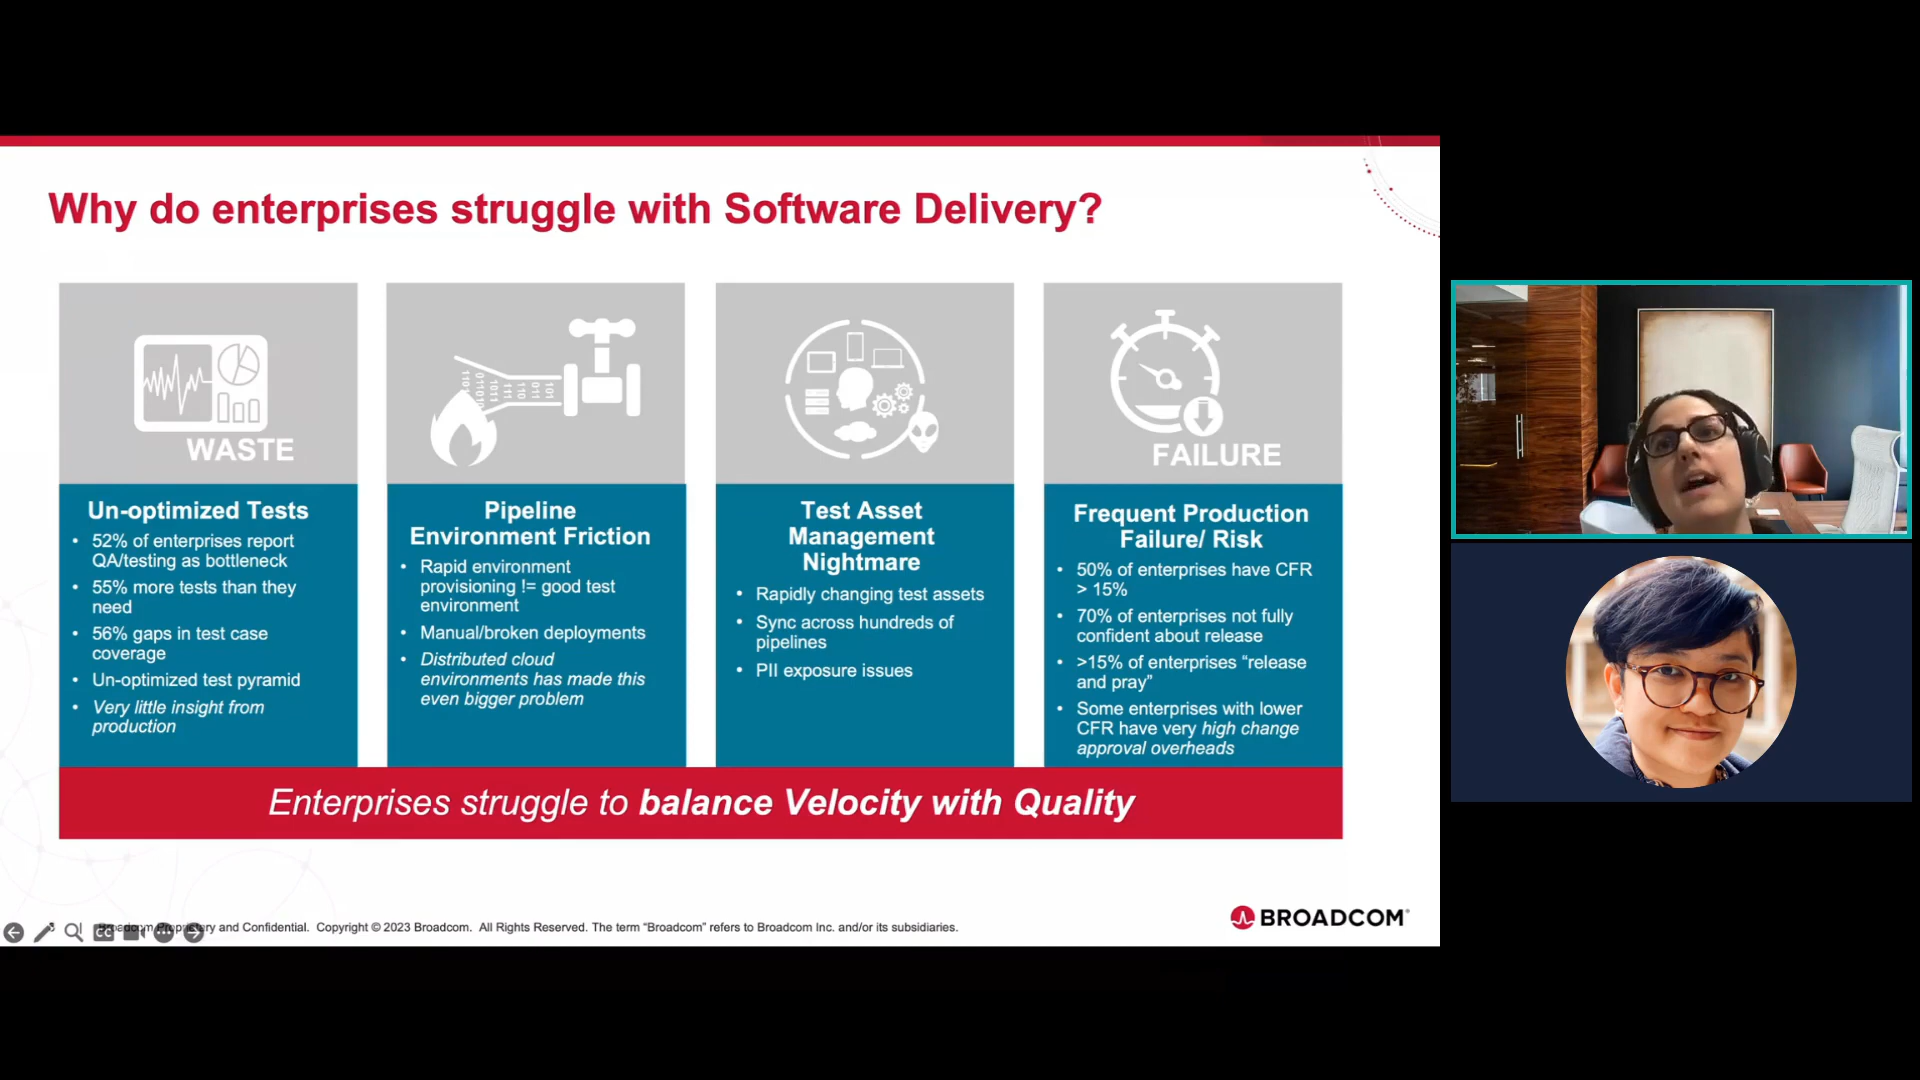 Why do enterprises struggle with Software Delivery?
WASTE
Un-optimized Tests
• 52% of enterprises report
QA/testing as bottleneck
• 55% more tests than they
need
• 56% gaps in test case
coverage
• Un-optimized test pyramid
• Very little insight from
production
Pipeline
Environment Friction
• Rapid environment
provisioning != good test
environment
• Manual/broken deployments
• Distributed cloud
environments has made this
even bigger problem
Test Asset
Management
Nightmare
• Rapidly changing test assets
• Sync across hundreds of
pipelines
• PII exposure issues
FAILURE
Frequent Production
Failure/ Risk
• 50% of enterprises have CFR
> 15%
• 70% of enterprises not fully
confident about release
• >15% of enterprises “release
and pray”
• Some enterprises with lower
CFR have very high change
approval overheads
Enterprises struggle to balance Velocity with Quality
Broadcom Proprietary and Confidential. Copyright © 2023 Broadcom. All Rights Reserved. The term “Broadcom” refers to Broadcom Inc. and/or its subsidiaries.
BROADCOM®